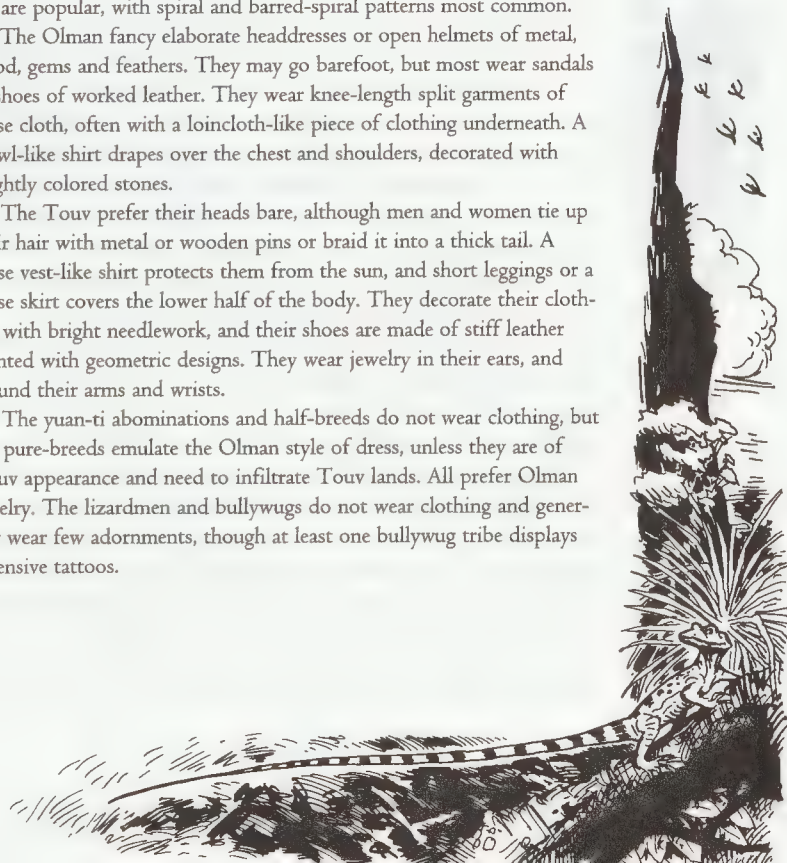 are popular, with spiral and barred-spiral patterns most common.
The Olman fancy elaborate headdresses or open helmets of metal,
od, gems and feathers. They may go barefoot, but most wear sandals
hoes of worked leather. They wear knee-length split garments of
se cloth, often with a loincloth-like piece of clothing underneath. A
wl-like shirt drapes over the chest and shoulders, decorated with
ghtly colored stones.
The Touv prefer their heads bare, although men and women tie up
r hair with metal or wooden pins or braid it into a thick tail. A
se vest-like shirt protects them from the sun, and short leggings or a
se skirt covers the lower half of the body. They decorate their cloth-
with bright needlework, and their shoes are made of stiff leather
nted with geometric designs. They wear jewelry in their ears, and
und their arms and wrists.
The yuan-ti abominations and half-breeds do not wear clothing, but
pure-breeds emulate the Olman style of dress, unless they are of
uv appearance and need to infiltrate Touv lands. All prefer Olman
elry. The lizardmen and bullywugs do not wear clothing and gener-
wear few adornments, though at least one bullywug tribe displays
ensive tattoos.